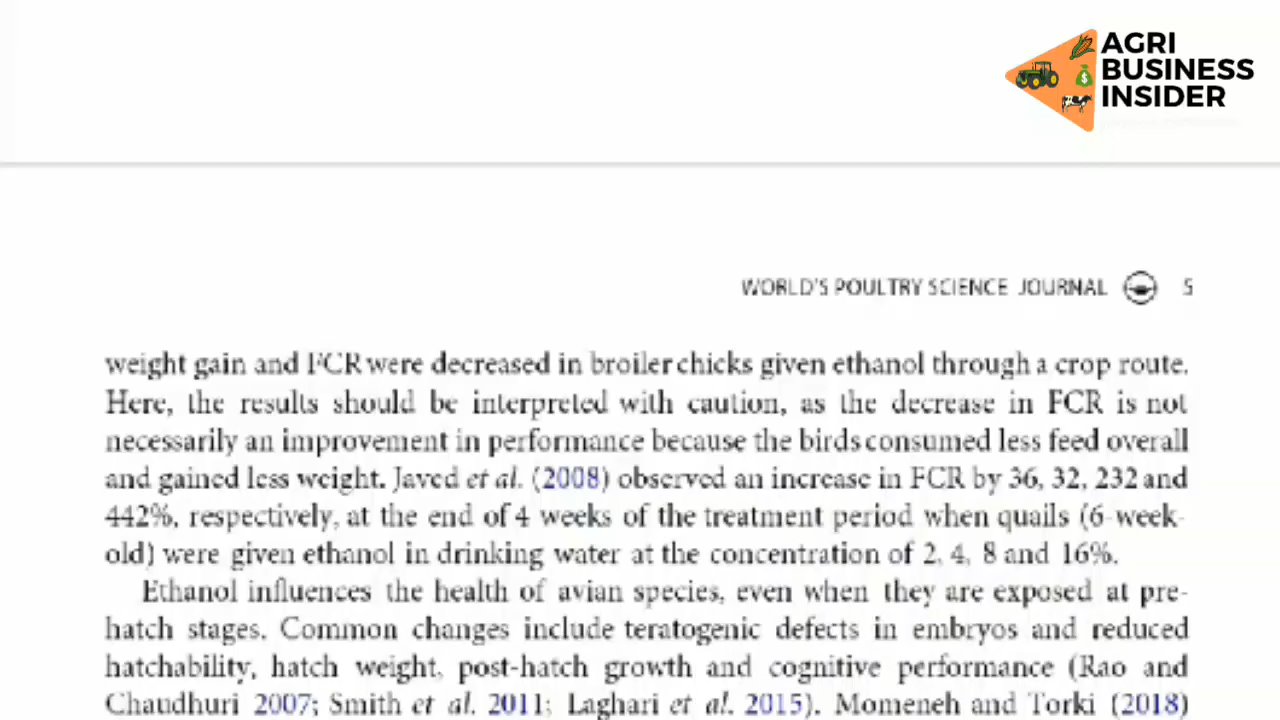 AGRI
BUSINESS
INSIDER
WORLD'S POULTRY SCIENCE JOURNAL 5
weight gain and FCR were decreased in broiler chicks given ethanol through a crop route.
Here, the results should be interpreted with caution, as the decrease in FCR is not
necessarily an improvement in performance because the birds consumed less feed overall
and gained less weight. Javed et al. (2008) observed an increase in FCR by 36, 32, 232 and
442%, respectively, at the end of 4 weeks of the treatment period when quails (6-week-
old) were given ethanol in drinking water at the concentration of 2, 4, 8 and 16%.
Ethanol influences the health of avian species, even when they are exposed at pre-
hatch stages. Common changes include teratogenic defects in embryos and reduced
hatchability, hatch weight, post-hatch growth and cognitive performance (Rao and
Chaudhuri 2007; Smith et al. 2011; Laghari et al. 2015). Momeneh and Torki (2018)